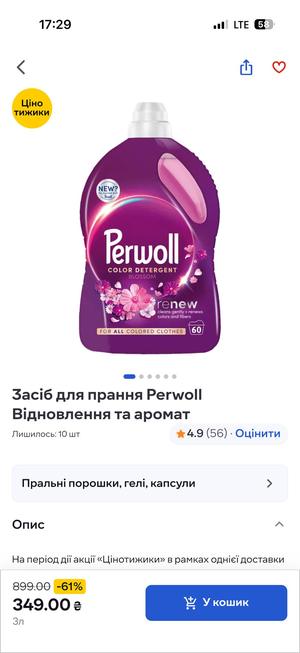 17:29
LTE 58
Ціно
тижики
NEW?
Perwoll
COLOR DETERGENT
BLOSSOM
renew
cleans gently & renews
colors and fibers
FOR ALL COLORED CLOTHES
60
Засіб для прання Perwoll
Відновлення та аромат
Лишилось: 10 шт
4.9 (56) · Оцінити
Пральні порошки, гелі, капсули
Опис
На період дії акції «Цінотижики» в рамках однієї доставки
899.00 -61%
349.00 ₴
3л
У кошик